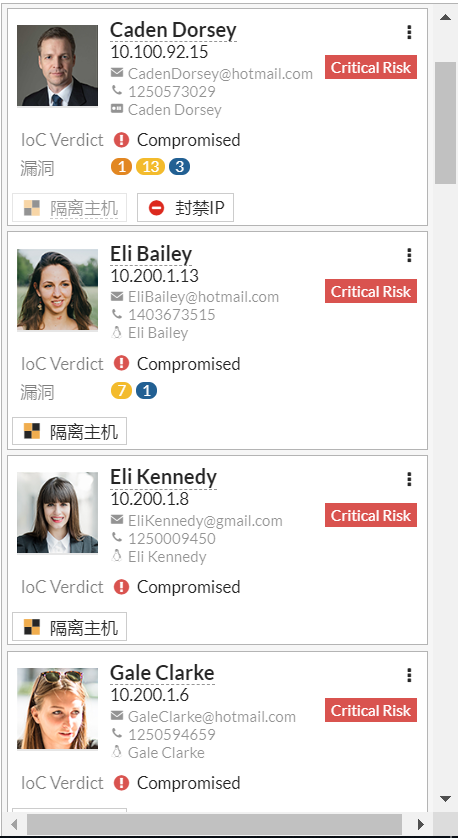 Caden Dorsey
10.100.92.15
Critical Risk
CadenDorsey@hotmail.com
1250573029
Caden Dorsey
IoC Verdict Compromised
漏洞 1 13 3
隔离主机 封禁IP
Eli Bailey
10.200.1.13
Critical Risk
EliBailey@hotmail.com
1403673515
Eli Bailey
IoC Verdict Compromised
漏洞 7 1
隔离主机
Eli Kennedy
10.200.1.8
Critical Risk
EliKennedy@gmail.com
1250009450
Eli Kennedy
IoC Verdict Compromised
隔离主机
Gale Clarke
10.200.1.6
Critical Risk
GaleClarke@hotmail.com
1250594659
Gale Clarke
IoC Verdict Compromised